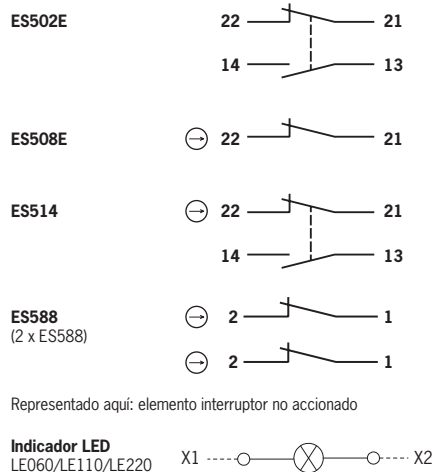 ES502E 22 21
14 13
ES508E 22 21
ES514 22 21
14 13
ES588 2 1
(2 x ES588)
2 1
Representado aquí: elemento interruptor no accionado
Indicador LED
LE060/LE110/LE220 X1 X2